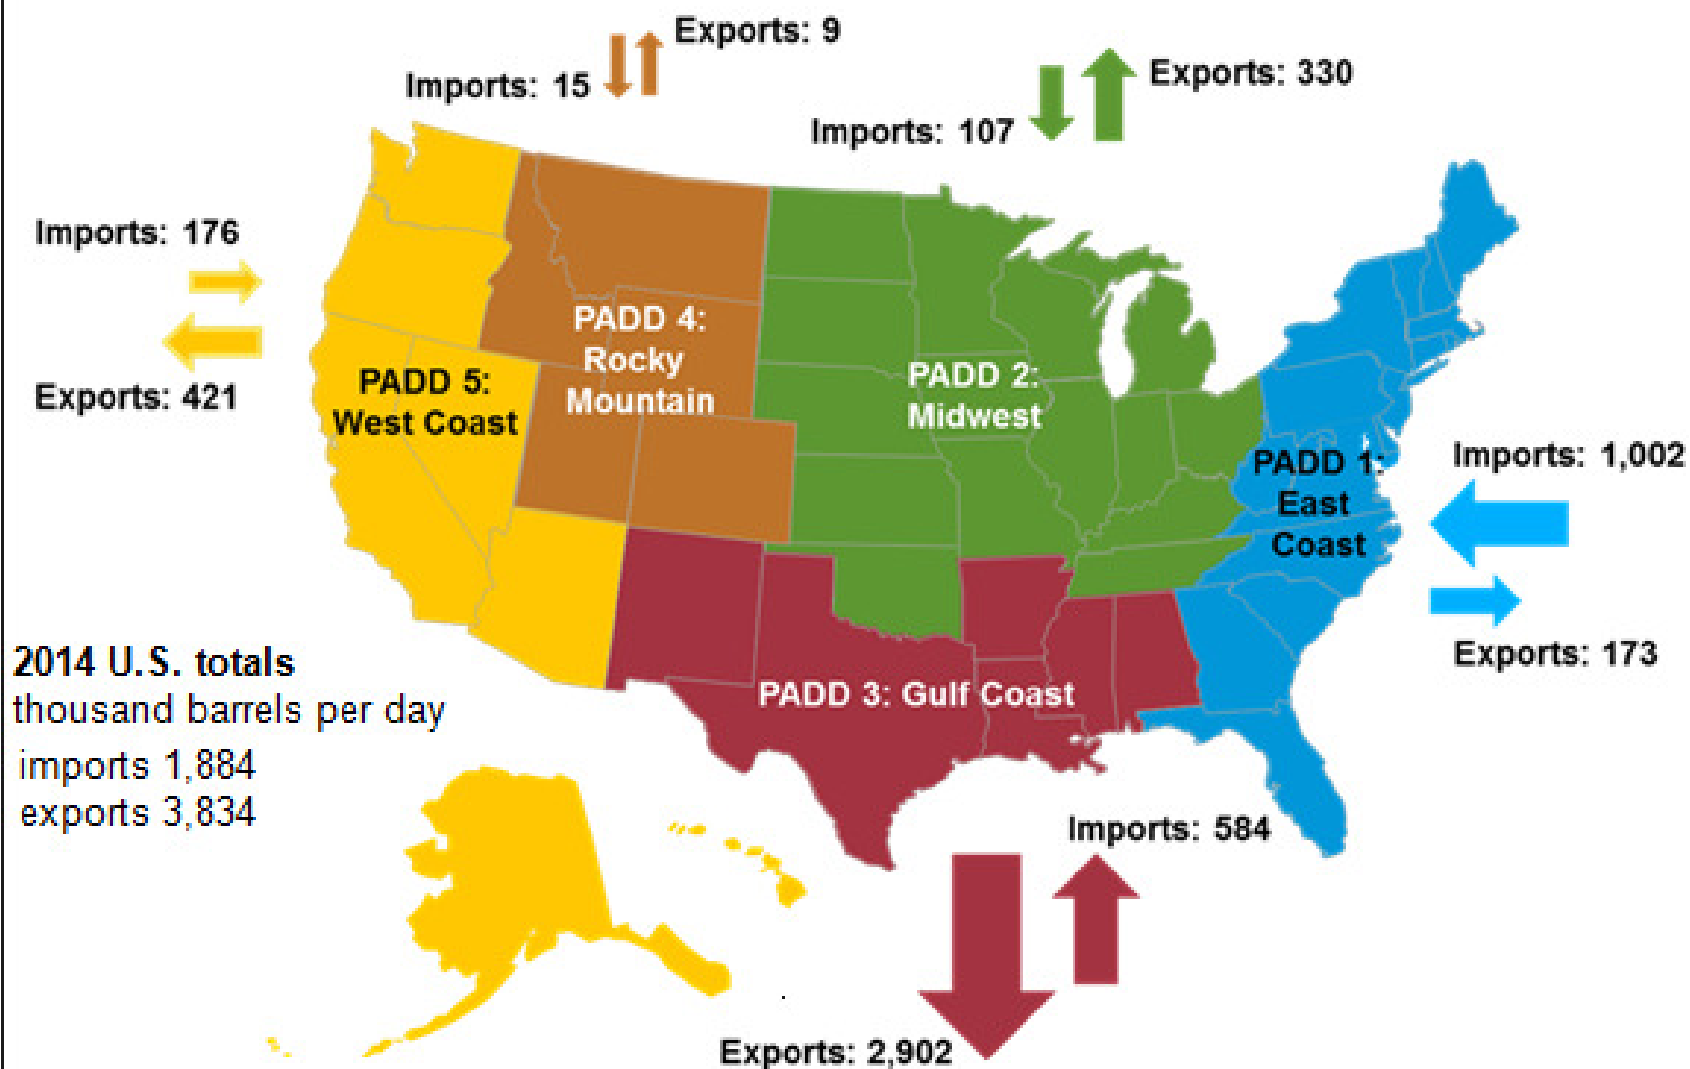 Exports: 9
Imports: 15
Exports: 330
Imports: 107
Imports: 176
Exports: 421
PADD 4:
Rocky
Mountain
PADD 5:
West Coast
PADD 2:
Midwest
PADD 1:
East
Coast
Imports: 1,002
Exports: 173
PADD 3: Gulf Coast
2014 U.S. totals
thousand barrels per day
imports 1,884
exports 3,834
Imports: 584
Exports: 2,902